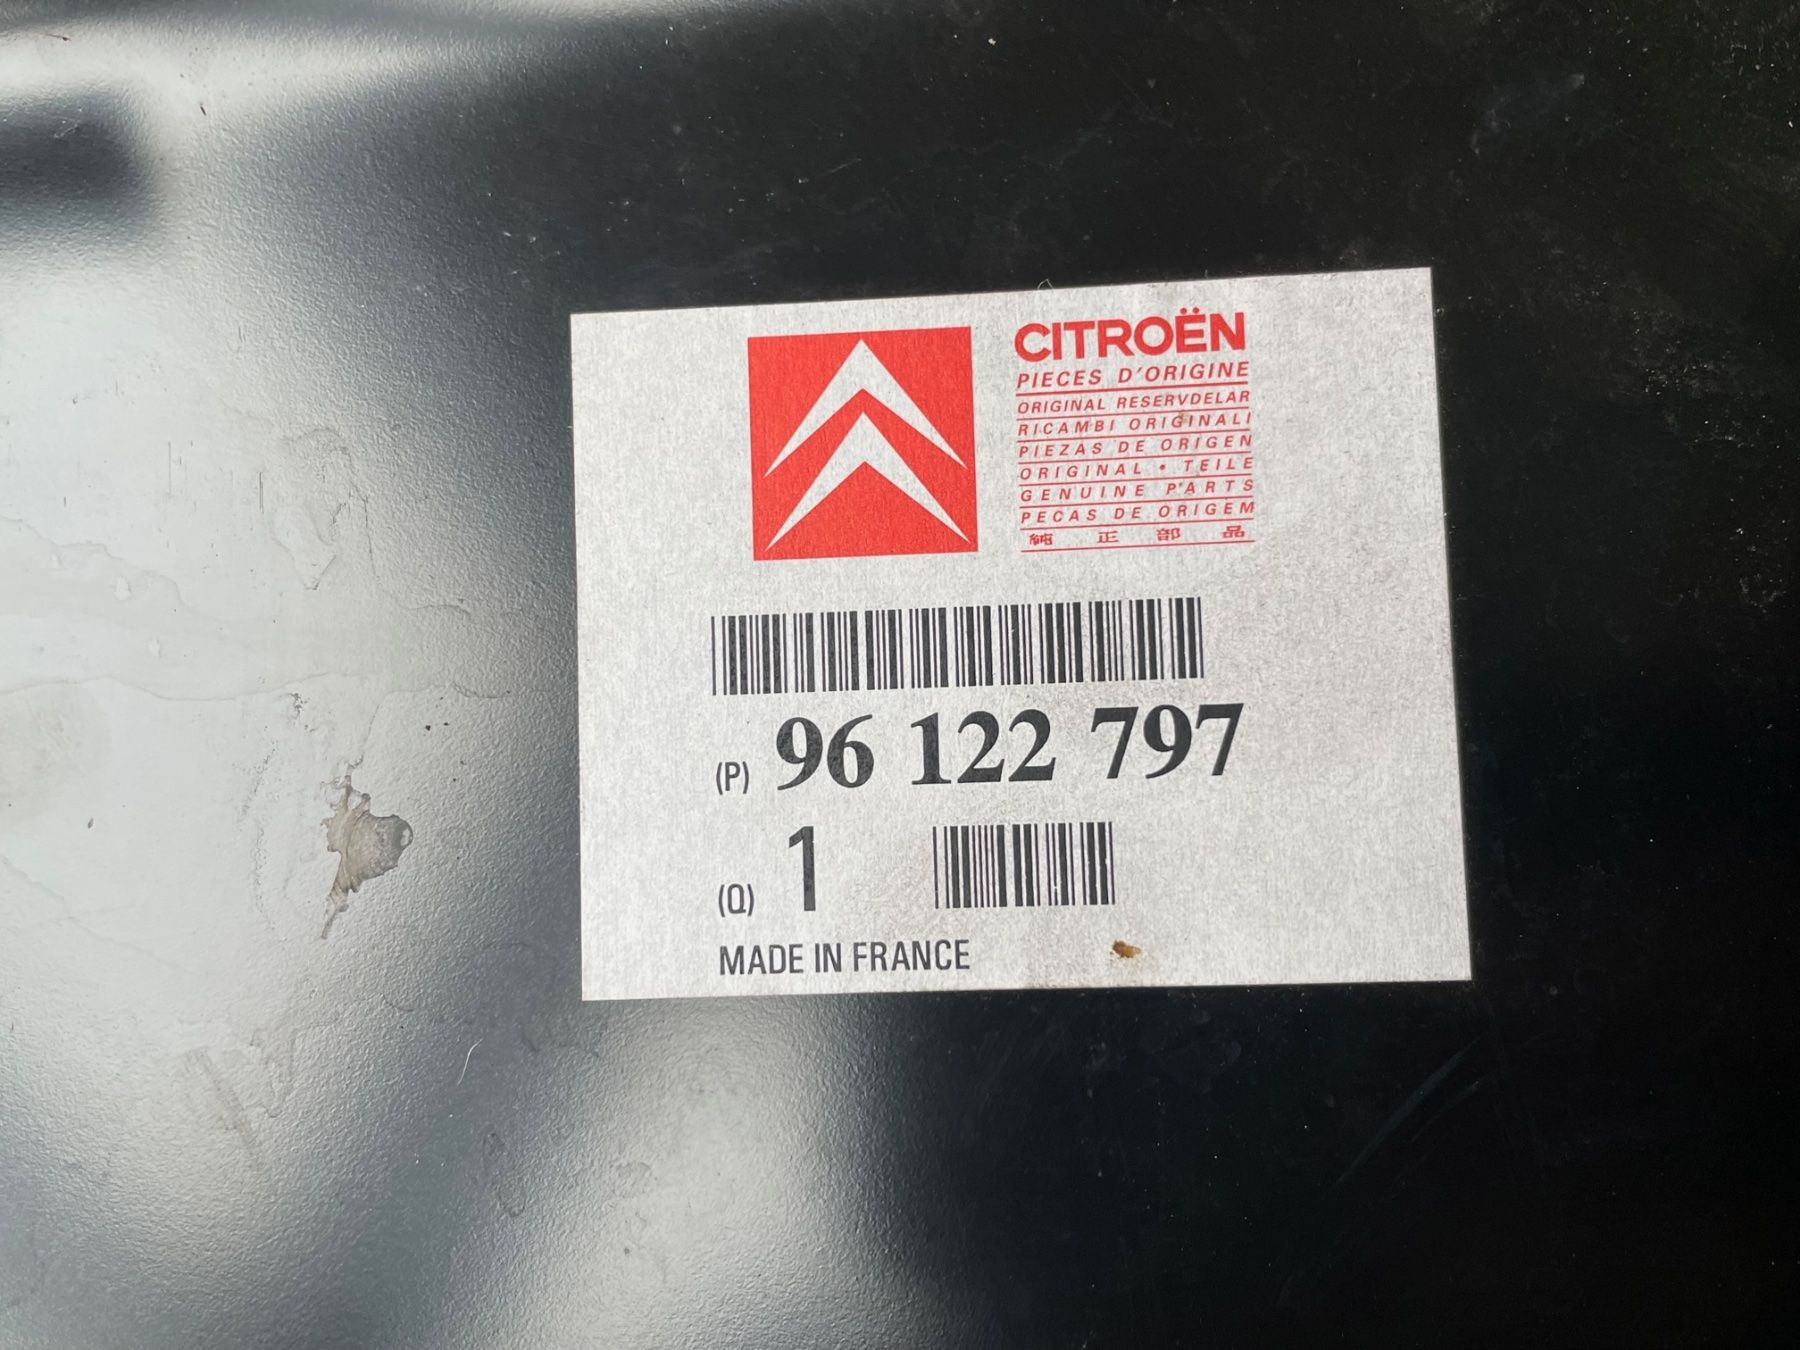 CITROËN
PIECES D'ORIGINE
ORIGINAL RESERVDELAR
RICAMBI ORIGINALI
PIEZAS DE ORIGEN
ORIGINAL • TEILE
GENUINE PARTS
PECAS DE ORIGEM
純正部品
(P) 96 122 797
(Q) 1
MADE IN FRANCE